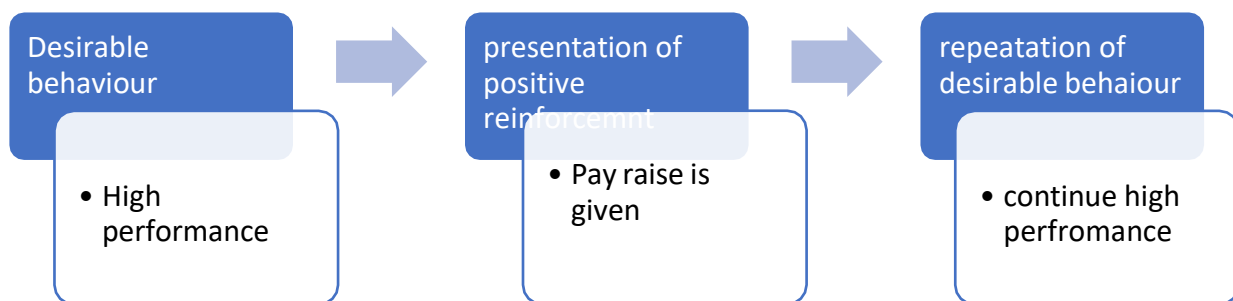 Desirable
behaviour
• High
performance
presentation of
positive
reinforcemnt
• Pay raise is
given
repeatation of
desirable behaiour
• continue high
perfromance